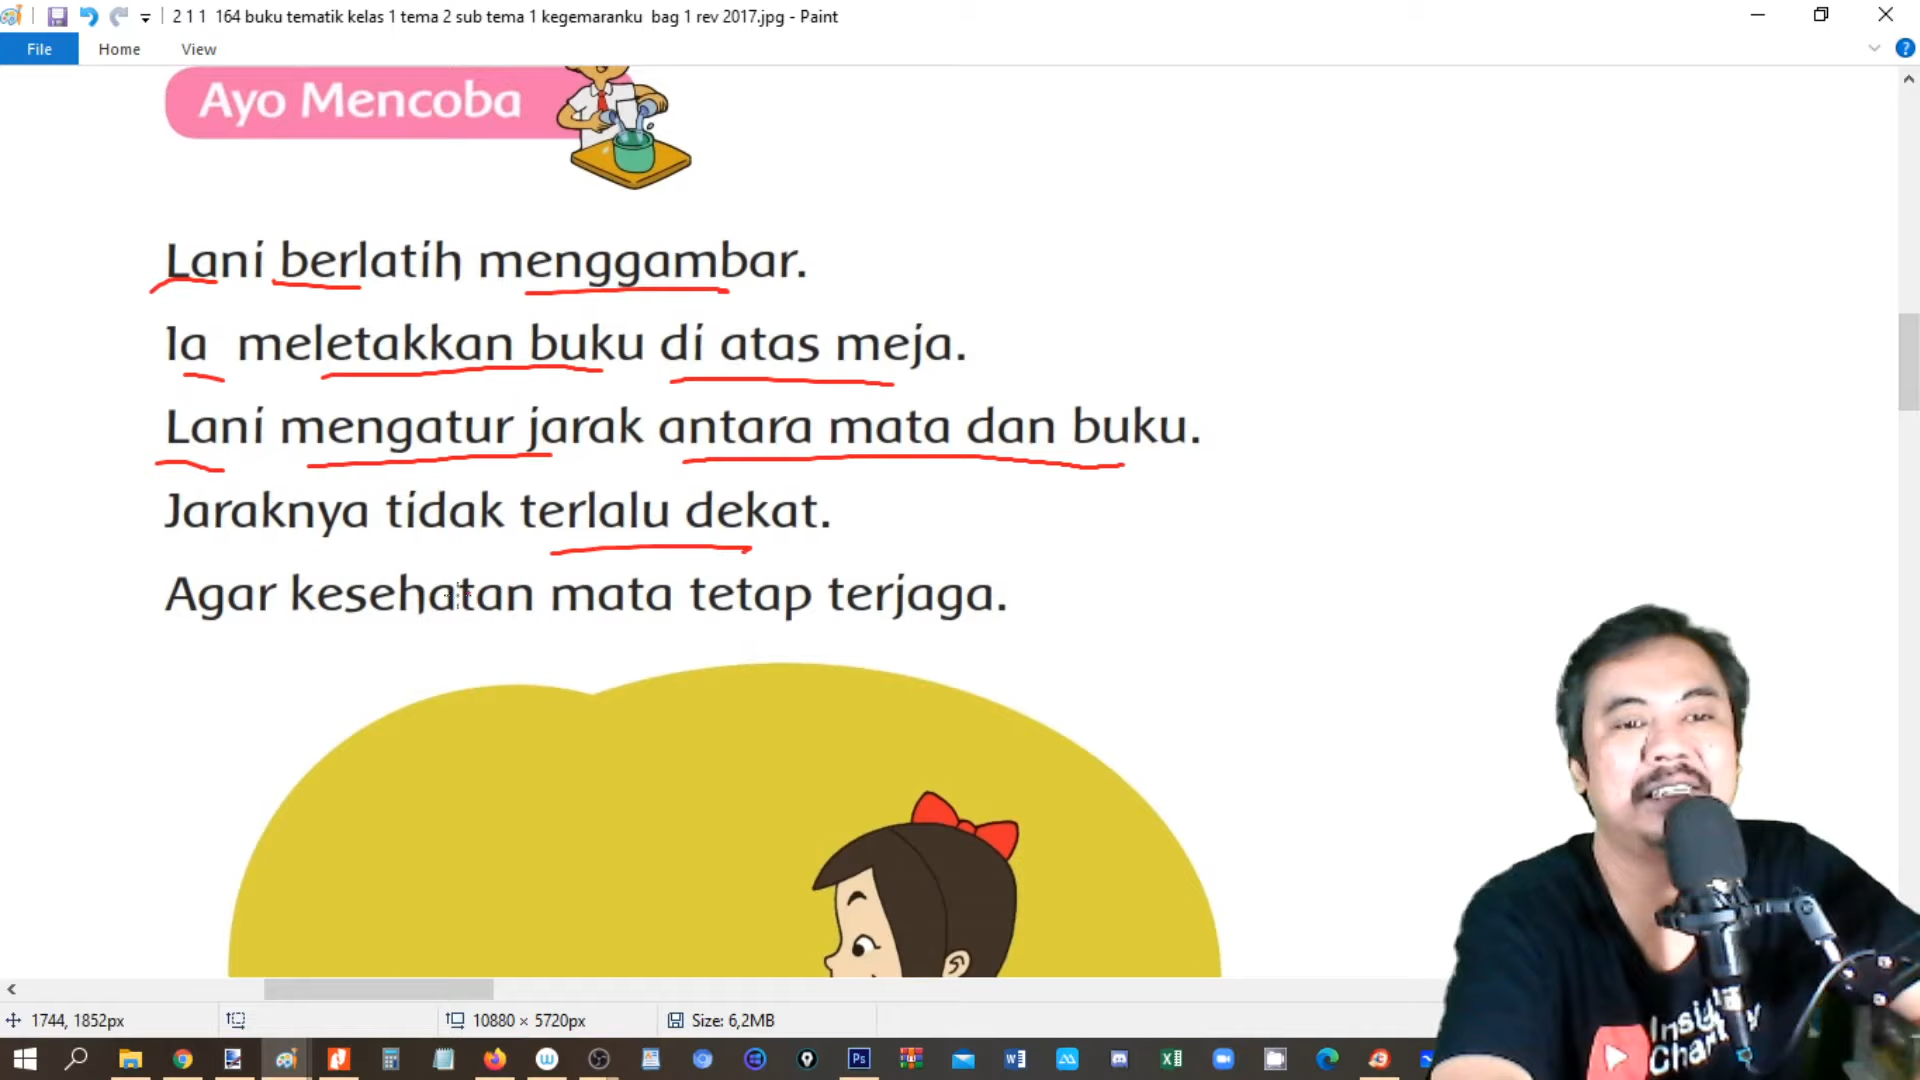 2 1 1 164 buku tematik kelas 1 tema 2 sub tema 1 kegemaranku bag 1 rev 2017.jpg - Paint
File Home View
Ayo Mencoba
Lani berlatih menggambar.
Ia meletakkan buku di atas meja.
Lani mengatur jarak antara mata dan buku.
Jaraknya tidak terlalu dekat.
Agar kesehatan mata tetap terjaga.
1744, 1852px
10880 × 5720px
Size: 6,2MB